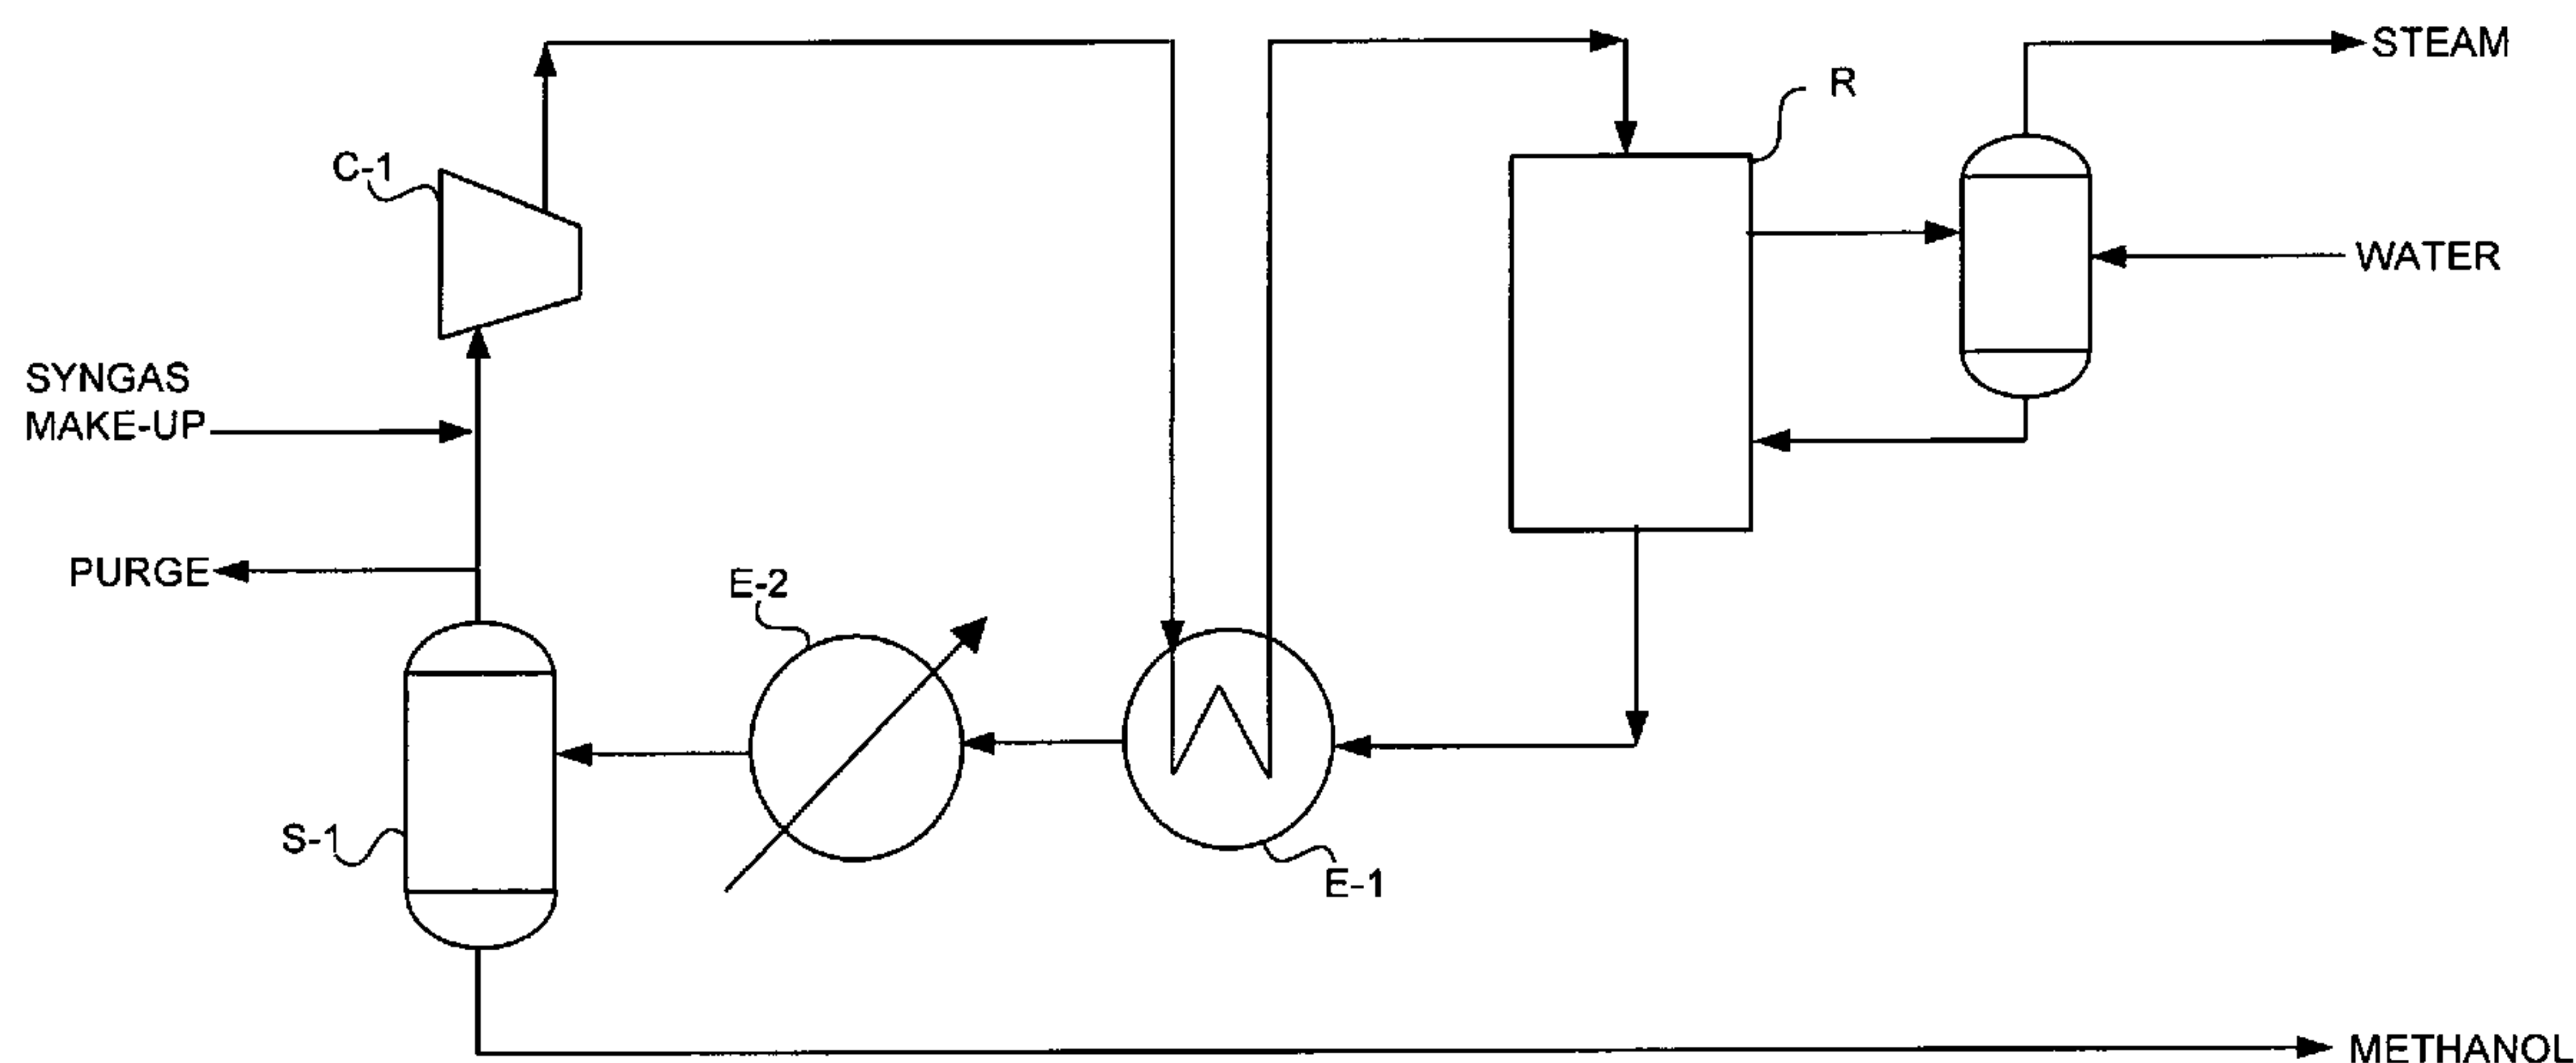 STEAM
R
C-1
WATER
SYNGAS
MAKE-UP
PURGE
E-2
S-1
E-1
METHANOL